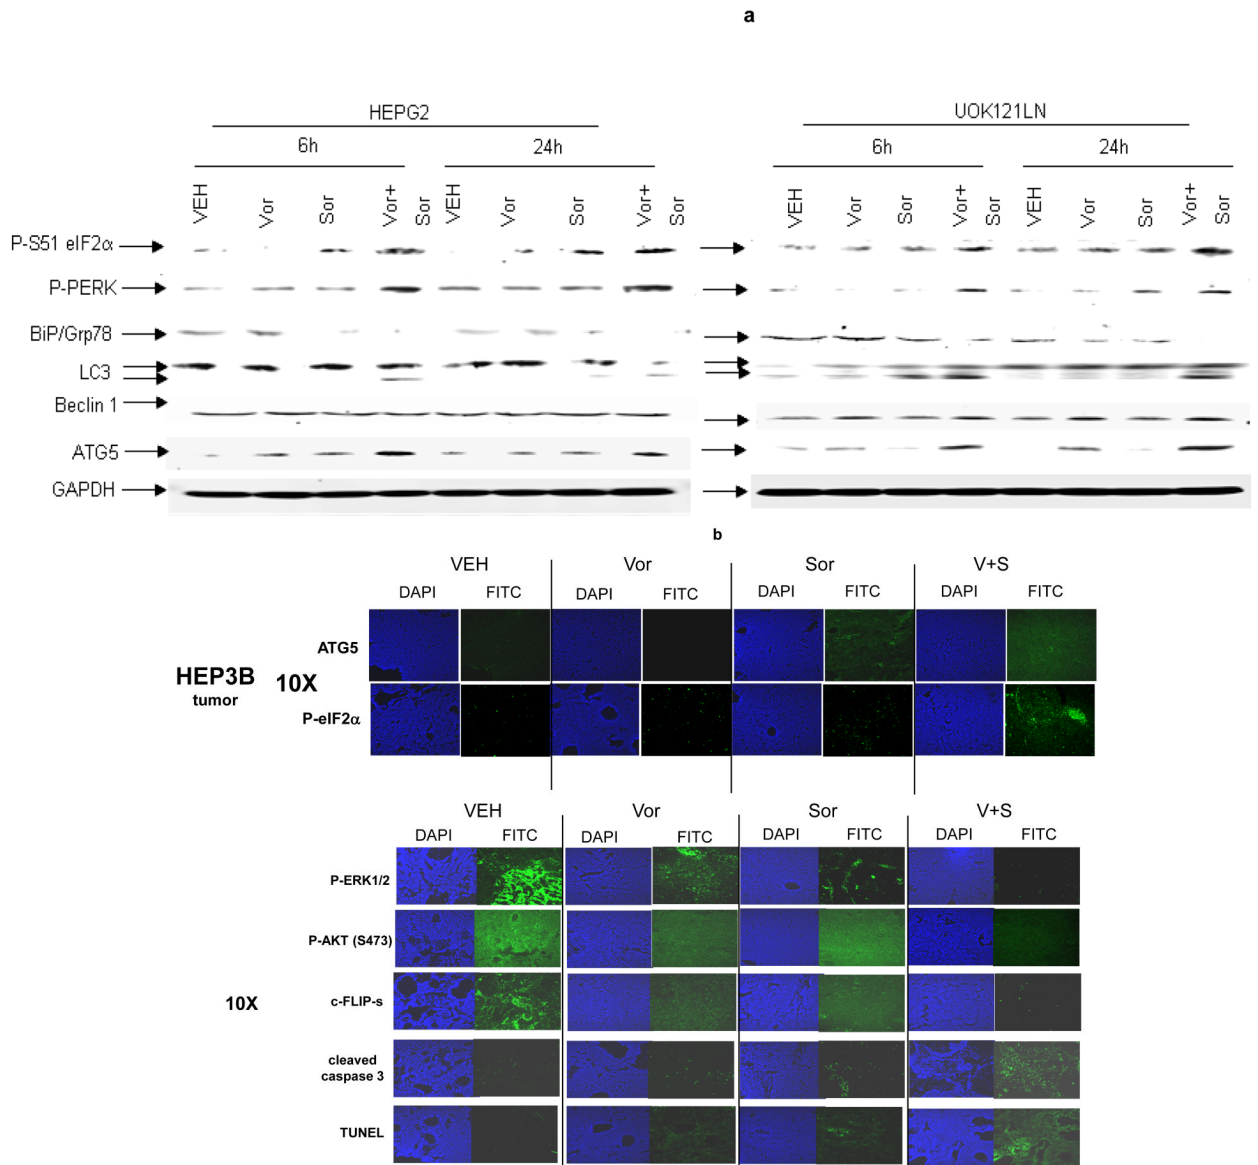 a
HEPG2
UOK121LN
6h
24h
6h
24h
VEH
Vor
Sor
Vor+
Sor
VEH
Vor
Sor
Vor+
Sor
VEH
Vor
Sor
Vor+
Sor
VEH
Vor
Sor
Vor+
Sor
P-S51 eIF2α
P-PERK
BiP/Grp78
LC3
Beclin 1
ATG5
GAPDH
b
VEH
Vor
Sor
V+S
DAPI FITC DAPI FITC DAPI FITC DAPI FITC
ATG5
HEP3B
tumor
10X
P-eIF2α
VEH
Vor
Sor
V+S
DAPI FITC DAPI FITC DAPI FITC DAPI FITC
P-ERK1/2
P-AKT (S473)
c-FLIP-s
10X
cleaved
caspase 3
TUNEL